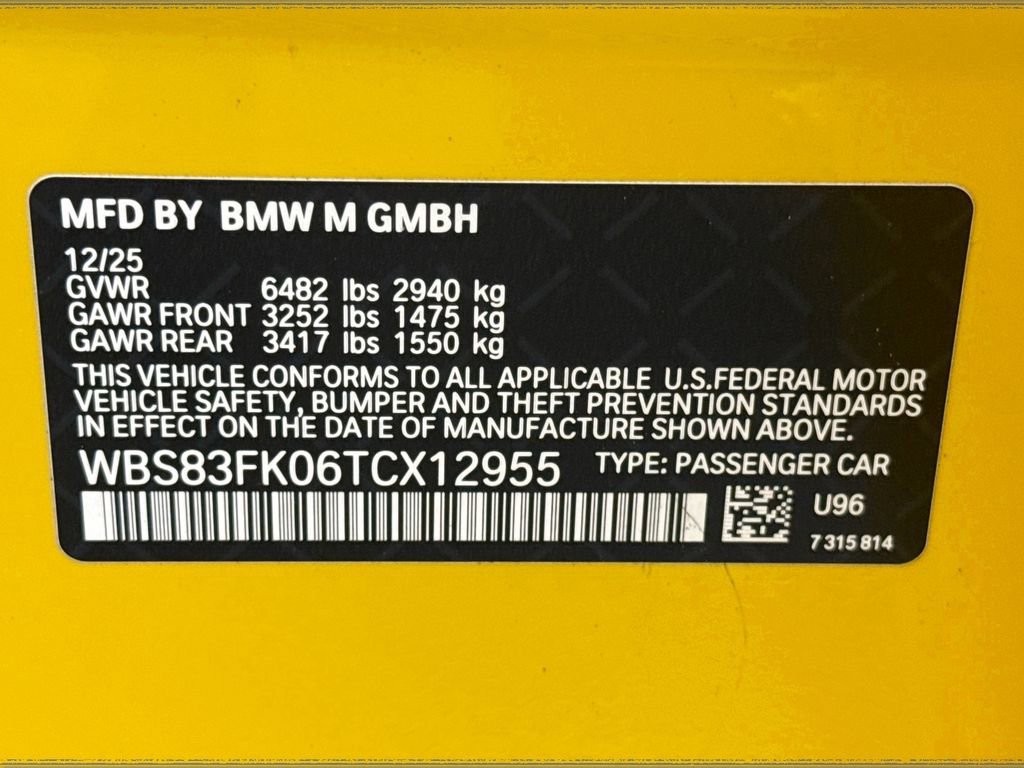 MFD BY BMW M GMBH
12/25
GVWR 6482 lbs 2940 kg
GAWR FRONT 3252 lbs 1475 kg
GAWR REAR 3417 lbs 1550 kg
THIS VEHICLE CONFORMS TO ALL APPLICABLE U.S.FEDERAL MOTOR
VEHICLE SAFETY, BUMPER AND THEFT PREVENTION STANDARDS
IN EFFECT ON THE DATE OF MANUFACTURE SHOWN ABOVE.
WBS83FK06TCX12955 TYPE: PASSENGER CAR
U96
7 315 814